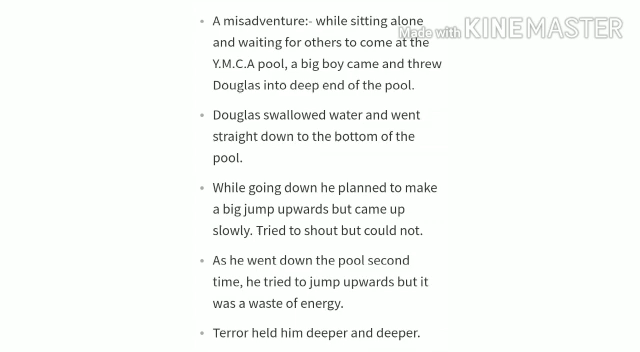 • A misadventure:- while sitting alone
Made with KINEMASTER
and waiting for others to come at the
Y.M.C.A pool, a big boy came and threw
Douglas into deep end of the pool.
• Douglas swallowed water and went
straight down to the bottom of the
pool.
• While going down he planned to make
a big jump upwards but came up
slowly. Tried to shout but could not.
• As he went down the pool second
time, he tried to jump upwards but it
was a waste of energy.
• Terror held him deeper and deeper.